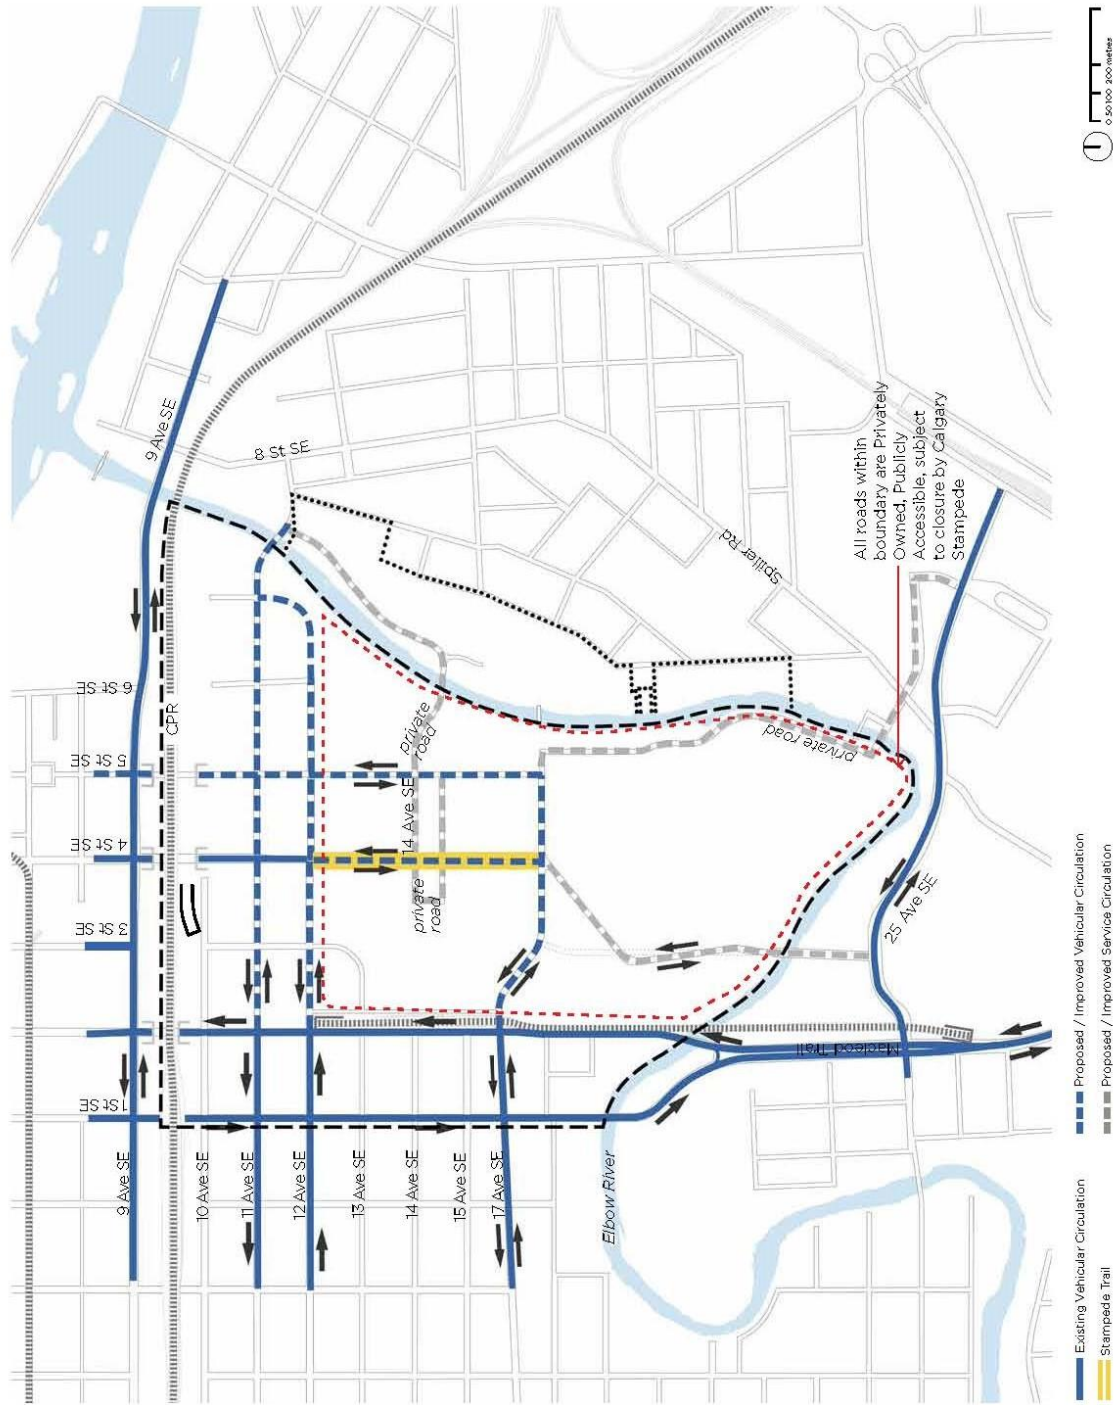 9 Ave SE
10 Ave SE
11 Ave SE
12 Ave SE
13 Ave SE
14 Ave SE
15 Ave SE
17 Ave SE
Elbow River
1 St SE
3 St SE
4 St SE
5 St SE
6 St SE
CPR
9 Ave SE
8 St SE
private
road
14 Ave SE
private
road
private road
Macleod Trail
25 Ave SE
Spiller Rd
All roads within
boundary are Privately
Owned, Publicly
Accessible, subject
to closure by Calgary
Stampede
Existing Vehicular Circulation
Stampede Trail
Proposed / Improved Vehicular Circulation
Proposed / Improved Service Circulation
0 50 100 200 metres